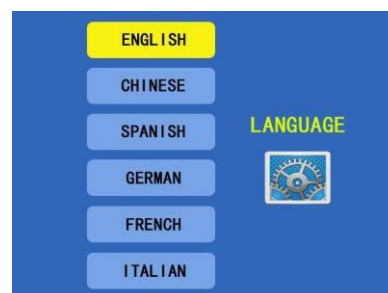 ENGLISH
CHINESE
SPANISH
LANGUAGE
GERMAN
FRENCH
ITALIAN